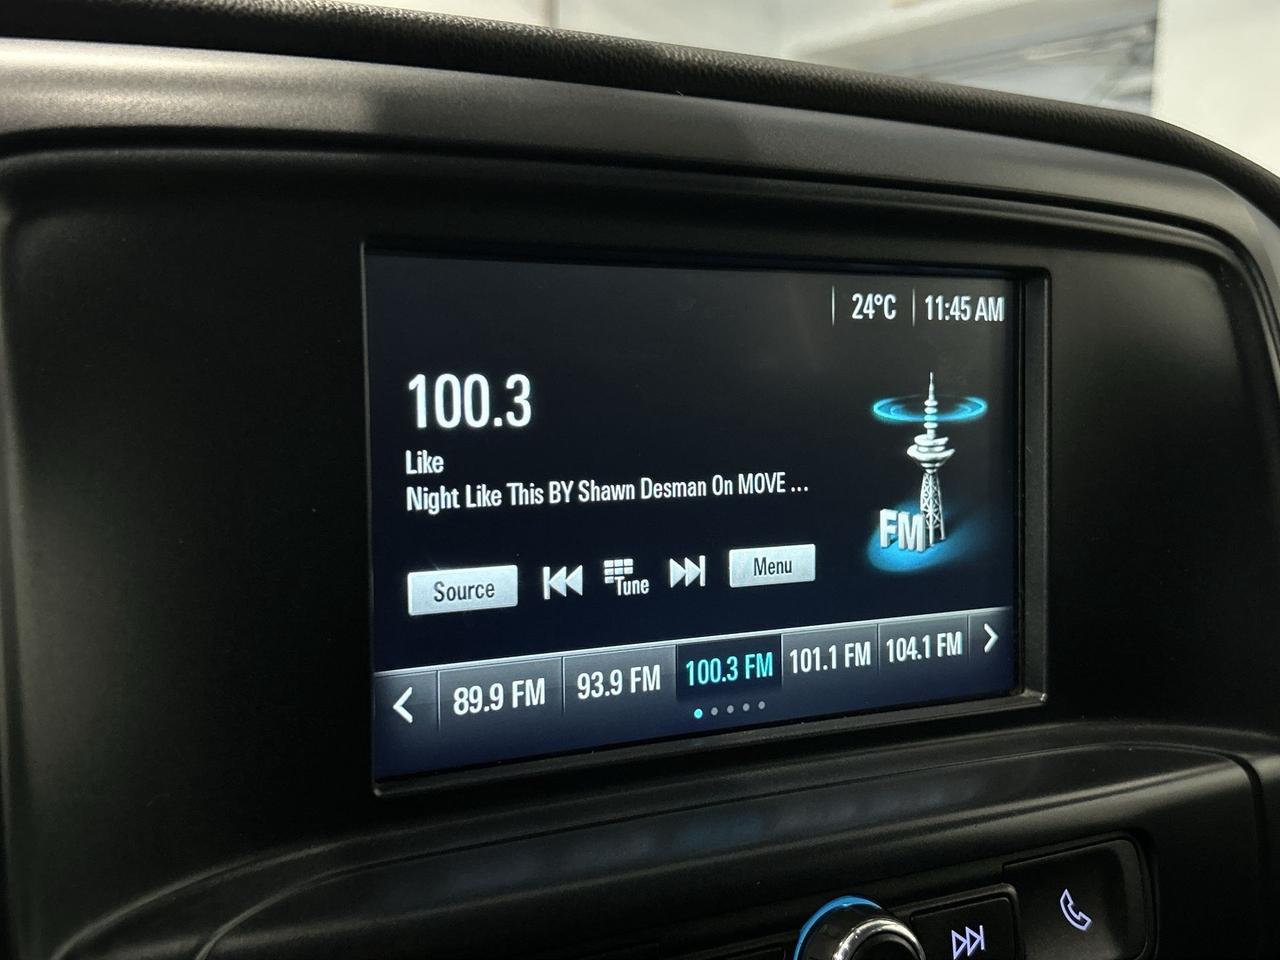 24°C 11:45 AM
100.3
Like
Night Like This BY Shawn Desman On MOVE ...
FM
Source Tune Menu
89.9 FM 93.9 FM 100.3 FM 101.1 FM 104.1 FM